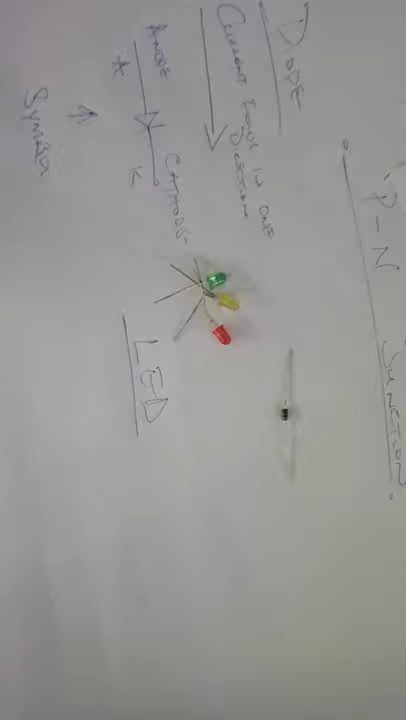 P-N JUNCTION
DIODE
CURRENT FLOWS IN ONE
DIRECTION
ANODE CATHODE
A K
SYMBOL
LED